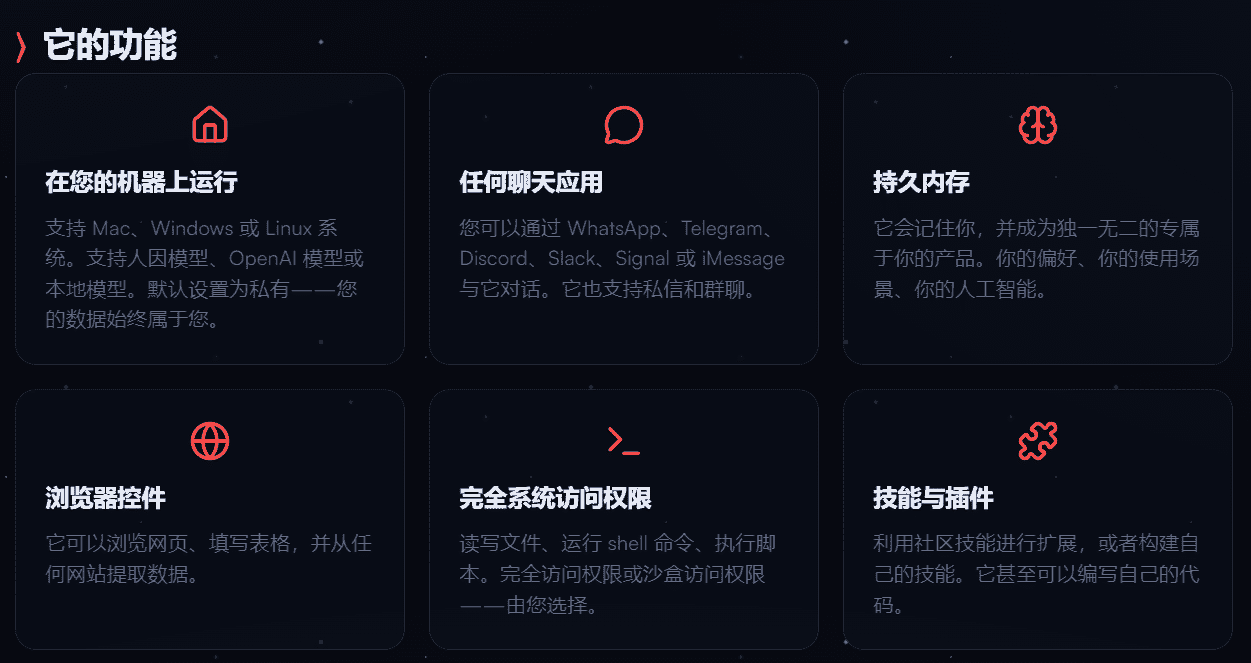 它的功能
在您的机器上运行
支持 Mac、Windows 或 Linux 系
统。支持人因模型、OpenAI 模型或
本地模型。默认设置为私有——您
的数据始终属于您。
任何聊天应用
您可以通过 WhatsApp、Telegram、
Discord、Slack、Signal 或 iMessage
与它对话。它也支持私信和群聊。
持久内存
它会记住你，并成为独一无二的专属
于你的产品。你的偏好、你的使用场
景、你的人工智能。
浏览器控件
它可以浏览网页、填写表格，并从任
何网站提取数据。
完全系统访问权限
读写文件、运行 shell 命令、执行脚
本。完全访问权限或沙盒访问权限
——由您选择。
技能与插件
利用社区技能进行扩展，或者构建自
己的技能。它甚至可以编写自己的代
码。